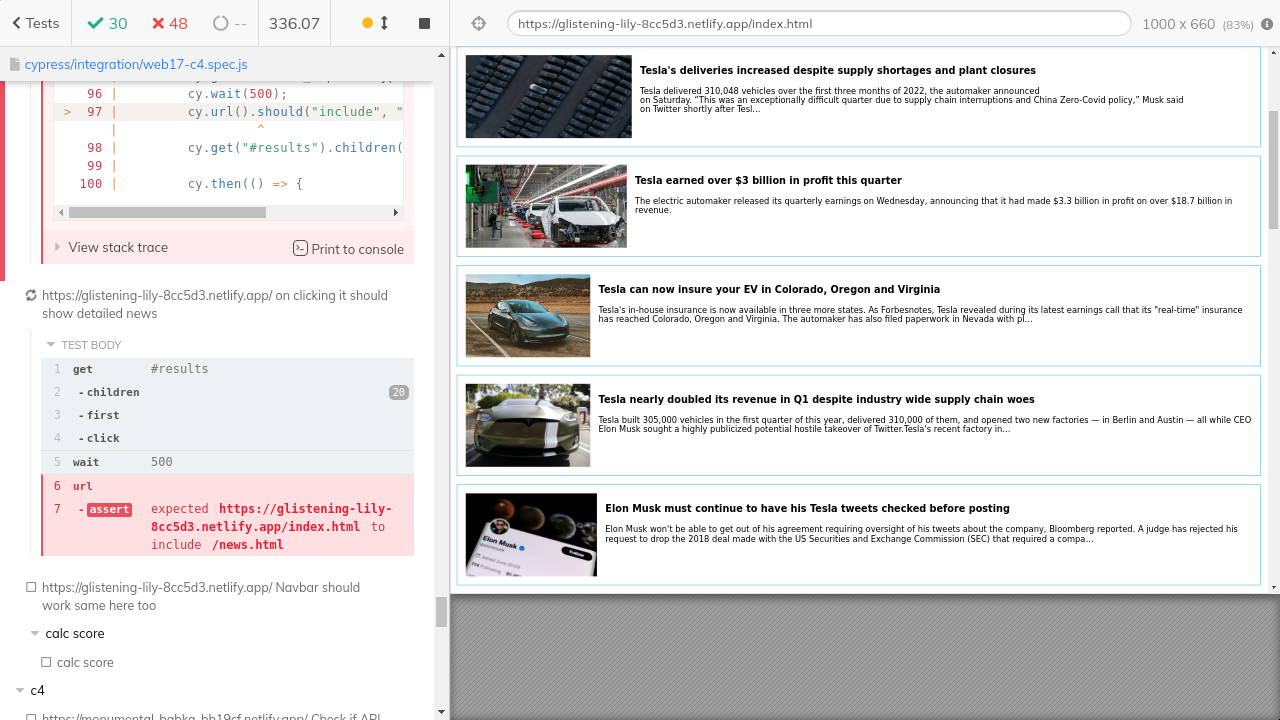 Tests
30
48
--
336.07
https://glistening-lily-8cc5d3.netlify.app/index.html
1000 x 660 (83%)
cypress/integration/web17-c4.spec.js
96 | cy.wait(500);
> 97 | cy.url().should("include", "
| ^
98 | cy.get("#results").children(
99 |
100 | cy.then(() => {
View stack trace
Print to console
https://glistening-lily-8cc5d3.netlify.app/ on clicking it should
show detailed news
TEST BODY
1 get #results
2 -children 20
3 -first
4 -click
5 wait 500
6 url
7 -assert expected https://glistening-lily-
8cc5d3.netlify.app/index.html to
include /news.html
https://glistening-lily-8cc5d3.netlify.app/ Navbar should
work same here too
calc score
calc score
c4
https://monumental-babka-bb19cf.netlify.app/ Check if API
Tesla's deliveries increased despite supply shortages and plant closures
Tesla delivered 310,048 vehicles over the first three months of 2022, the automaker announced
on Saturday. "This was an exceptionally difficult quarter due to supply chain interruptions and China Zero-Covid policy," Musk said
on Twitter shortly after Tesl...
Tesla earned over $3 billion in profit this quarter
The electric automaker released its quarterly earnings on Wednesday, announcing that it had made $3.3 billion in profit on over $18.7 billion in
revenue.
Tesla can now insure your EV in Colorado, Oregon and Virginia
Tesla's in-house insurance is now available in three more states. As Forbesnotes, Tesla revealed during its latest earnings call that its "real-time" insurance
has reached Colorado, Oregon and Virginia. The automaker has also filed paperwork in Nevada with pl...
Tesla nearly doubled its revenue in Q1 despite industry wide supply chain woes
Tesla built 305,000 vehicles in the first quarter of this year, delivered 310,000 of them, and opened two new factories — in Berlin and Austin — all while CEO
Elon Musk sought a highly publicized potential hostile takeover of Twitter.Tesla's recent factory in...
Elon Musk
Follow
Elon Musk must continue to have his Tesla tweets checked before posting
Elon Musk won't be able to get out of his agreement requiring oversight of his tweets about the company, Bloomberg reported. A judge has rejected his
request to drop the 2018 deal made with the US Securities and Exchange Commission (SEC) that required a compa...